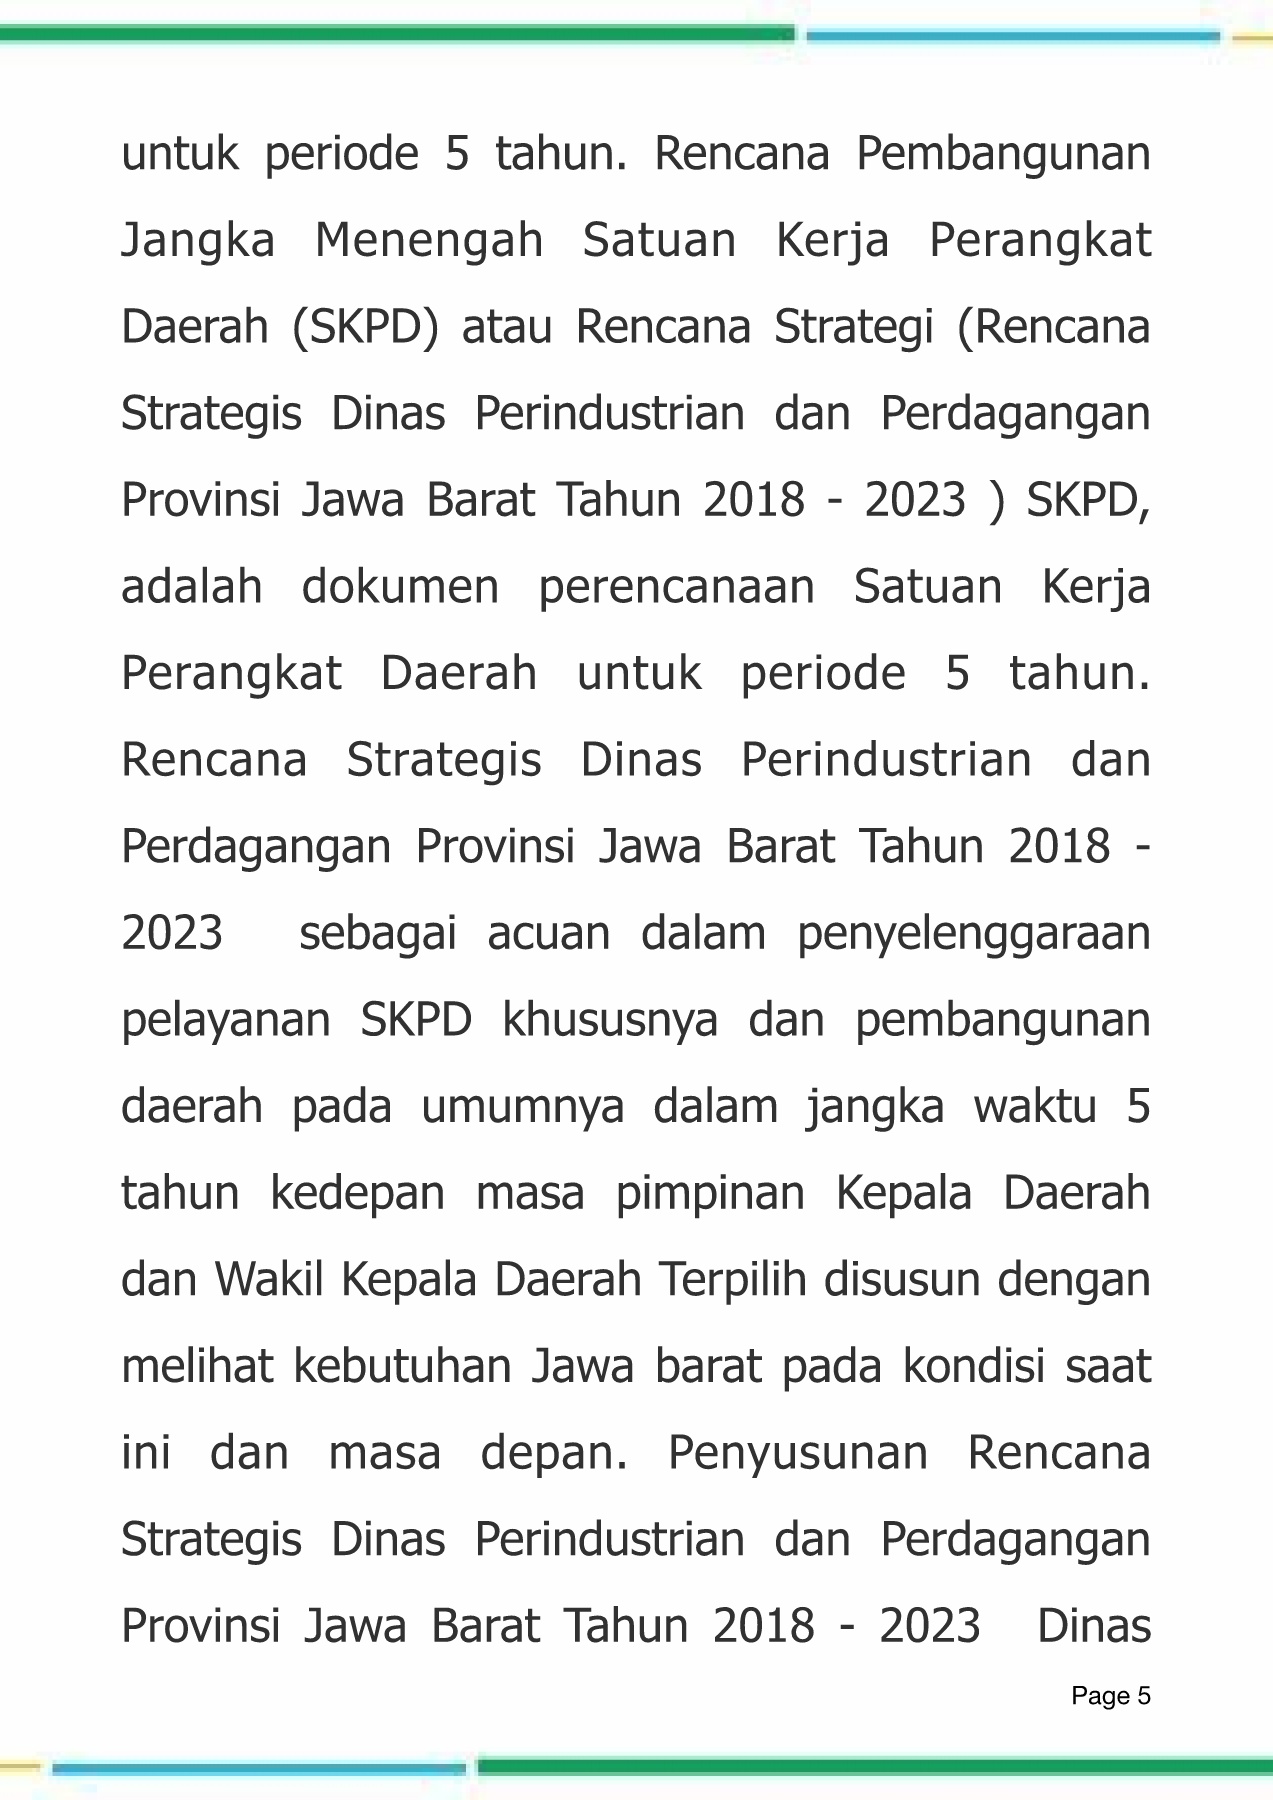 untuk periode 5 tahun. Rencana Pembangunan
Jangka Menengah Satuan Kerja Perangkat
Daerah (SKPD) atau Rencana Strategi (Rencana
Strategis Dinas Perindustrian dan Perdagangan
Provinsi Jawa Barat Tahun 2018 - 2023 ) SKPD,
adalah dokumen perencanaan Satuan Kerja
Perangkat Daerah untuk periode 5 tahun.
Rencana Strategis Dinas Perindustrian dan
Perdagangan Provinsi Jawa Barat Tahun 2018 -
2023 sebagai acuan dalam penyelenggaraan
pelayanan SKPD khususnya dan pembangunan
daerah pada umumnya dalam jangka waktu 5
tahun kedepan masa pimpinan Kepala Daerah
dan Wakil Kepala Daerah Terpilih disusun dengan
melihat kebutuhan Jawa barat pada kondisi saat
ini dan masa depan. Penyusunan Rencana
Strategis Dinas Perindustrian dan Perdagangan
Provinsi Jawa Barat Tahun 2018 - 2023 Dinas
Page 5